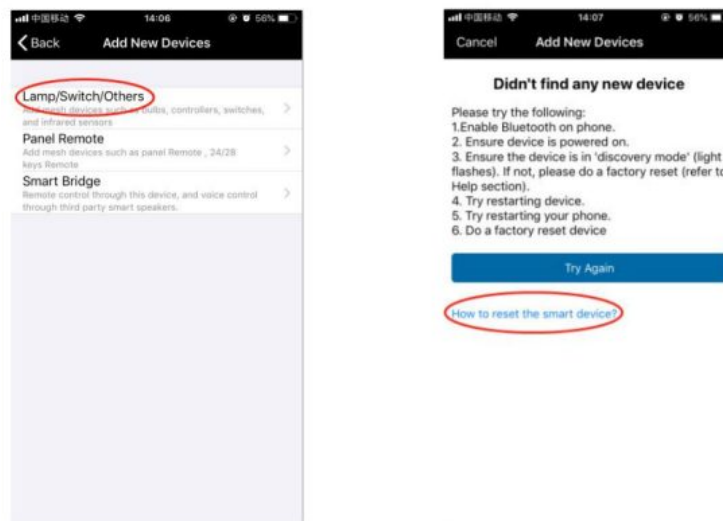 中国移动
14:06
56%
Back
Add New Devices
Lamp/Switch/Others
Add mesh devices such as bulbs, controllers, switches,
and infrared sensors
Panel Remote
Add mesh devices such as panel Remote , 24/28
keys Remote
Smart Bridge
Remote control through this device, and voice control
through third party smart speakers.
中国移动
14:07
56%
Cancel
Add New Devices
Didn't find any new device
Please try the following:
1.Enable Bluetooth on phone.
2. Ensure device is powered on.
3. Ensure the device is in 'discovery mode' (light
flashes). If not, please do a factory reset (refer to
Help section).
4. Try restarting device.
5. Try restarting your phone.
6. Do a factory reset device
Try Again
How to reset the smart device?